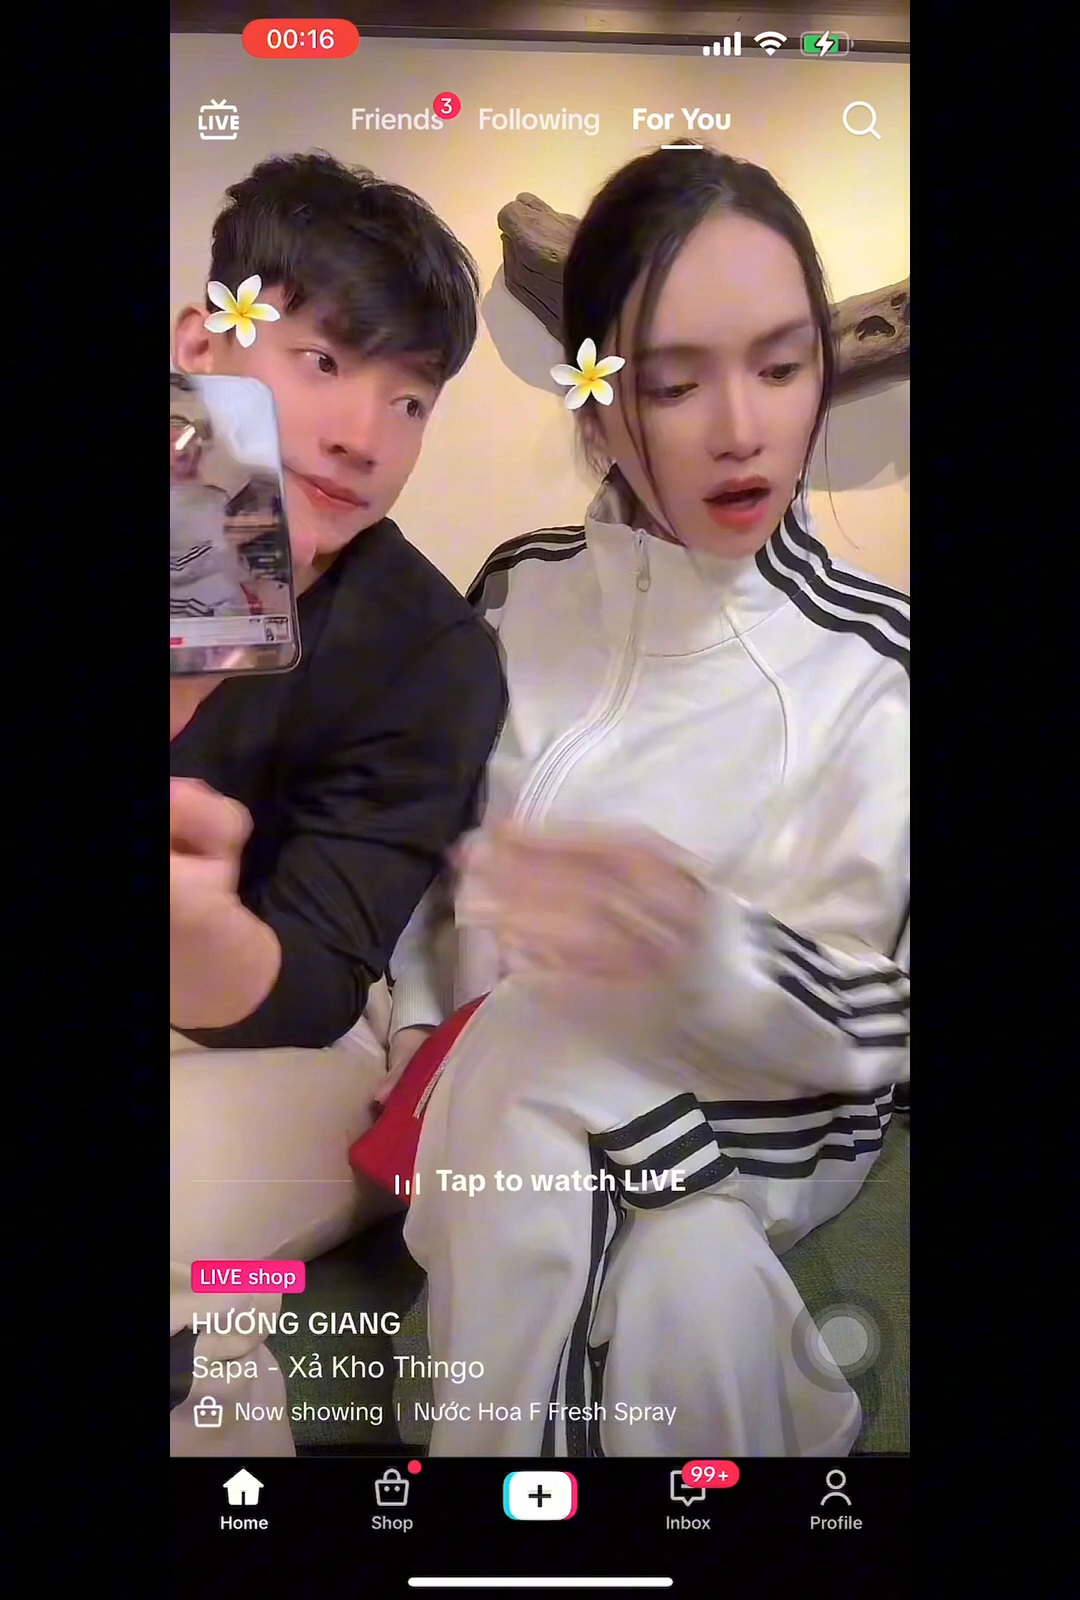 00:16
LIVE
Friends 3 Following For You
Tap to watch LIVE
LIVE shop
HƯƠNG GIANG
Sapa - Xả Kho Thingo
Now showing | Nước Hoa F Fresh Spray
99+
Home Shop Inbox Profile